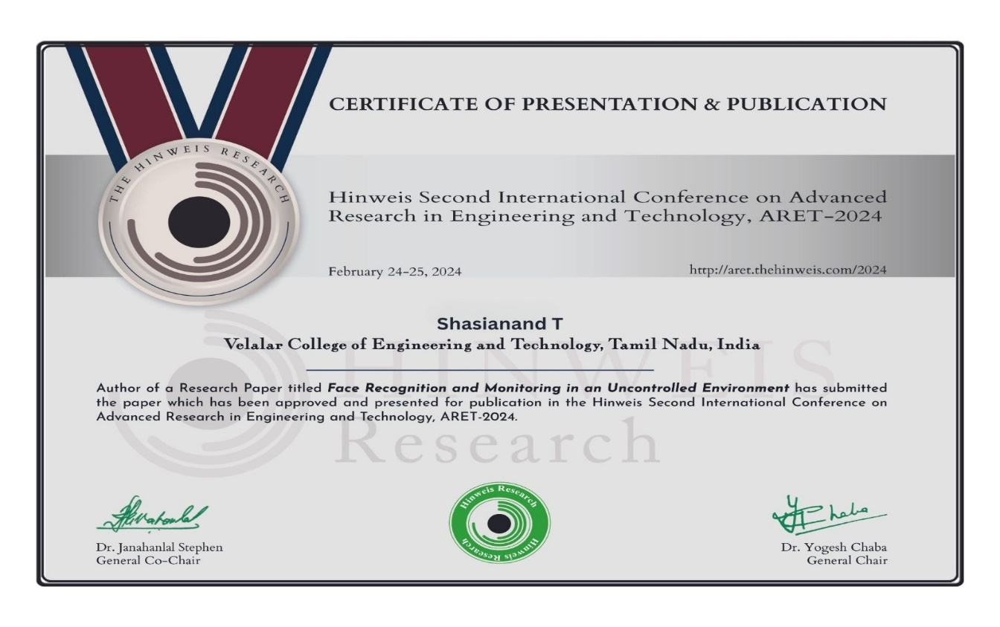 CERTIFICATE OF PRESENTATION & PUBLICATION
THE HINWEIS RESEARCH
Hinweis Second International Conference on Advanced
Research in Engineering and Technology, ARET-2024
February 24-25, 2024
http://aret.thehinweis.com/2024
Shasianand T
Velalar College of Engineering and Technology, Tamil Nadu, India
HINWEIS
Research
Author of a Research Paper titled Face Recognition and Monitoring in an Uncontrolled Environment has submitted
the paper which has been approved and presented for publication in the Hinweis Second International Conference on
Advanced Research in Engineering and Technology, ARET-2024.
Hinweis Research
Hinweis Research
Dr. Janahanlal Stephen
General Co-Chair
Dr. Yogesh Chaba
General Chair